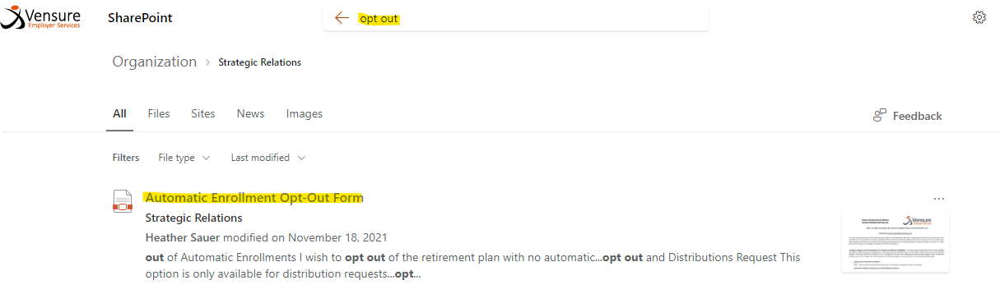 Vensure
Employer Services
SharePoint
opt out
Organization > Strategic Relations
All Files Sites News Images
Feedback
Filters File type Last modified
Automatic Enrollment Opt-Out Form
...
Strategic Relations
Heather Sauer modified on November 18, 2021
out of Automatic Enrollments I wish to opt out of the retirement plan with no automatic...opt out and Distributions Request This
option is only available for distribution requests...opt...
Vensure
Employer Services